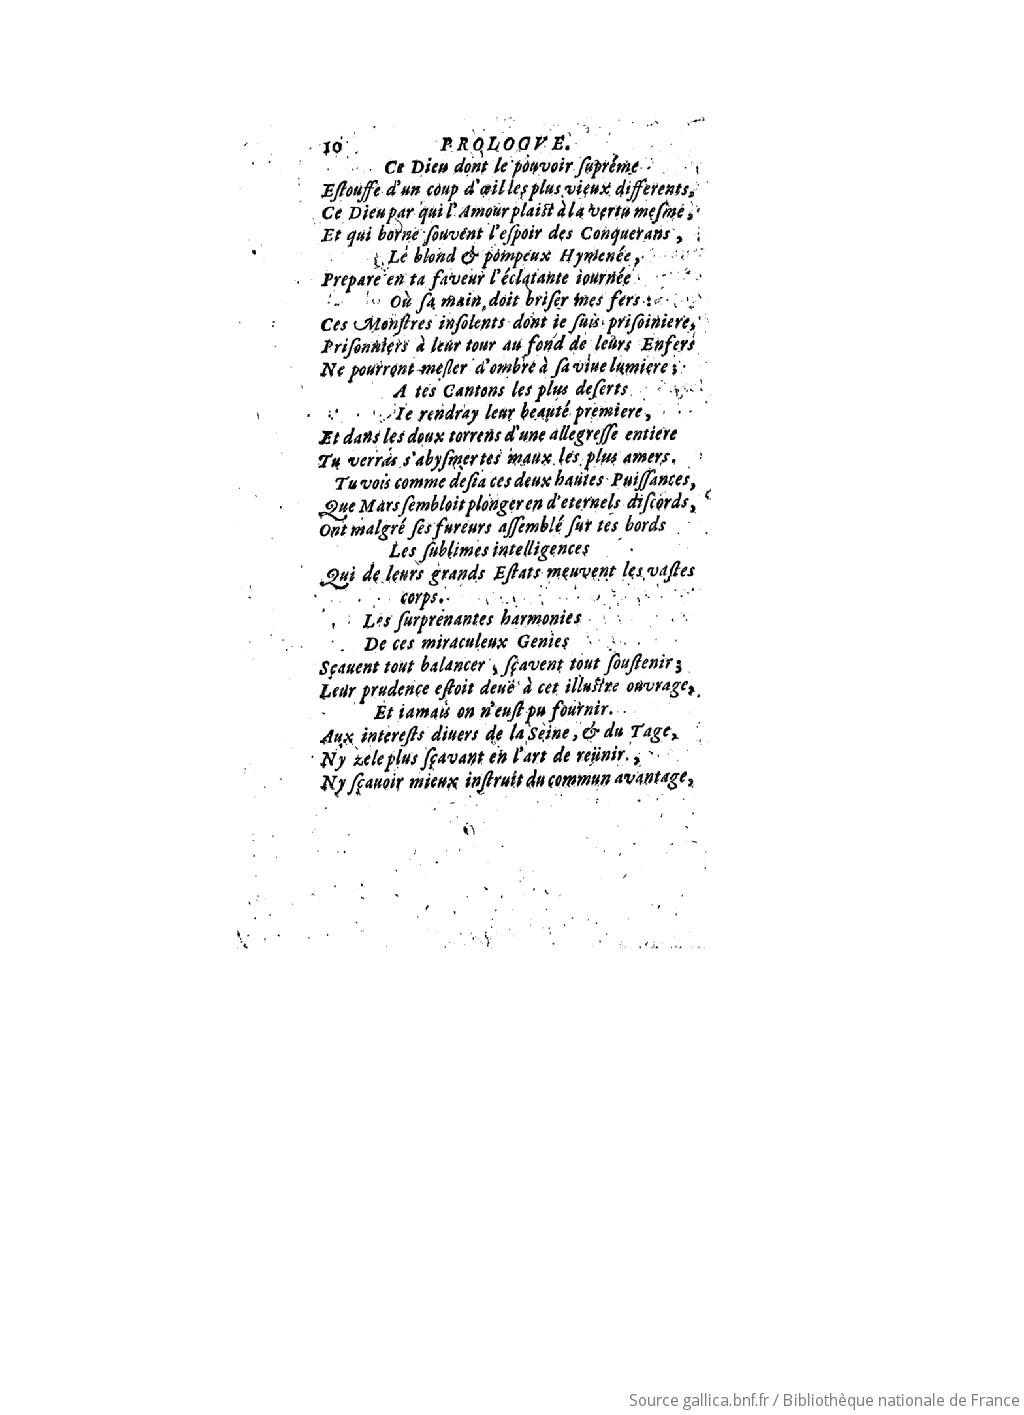 10 PROLOGVE.
Ce Dieu dont le pouvoir ſupréme
Eſtouffe d'un coup d'œil les plus vieux differents,
Ce Dieu par qui l'Amour plaiſt à la vertu meſme,
Et qui borne ſouvent l'eſpoir des Conquerans,
Le blond & pompeux Hymenée,
Prepare en ta faveur l'éclatante iournée
Où ſa main doit briſer mes fers:
Ces Monſtres inſolents dont ie ſuis priſoiniere,
Priſonniers à leur tour au fond de leurs Enfers
Ne pourront meſler d'ombre à ſa viue lumiere;
A tes Cantons les plus deſerts
Ie rendray leur beauté premiere,
Et dans les doux torrens d'une allegreſſe entiere
Tu verras s'abyſmer tes maux les plus amers.
Tu vois comme deſia ces deux hautes Puiſſances,
Que Mars ſembloit plonger en d'eternels diſcords,
Ont malgré ſes fureurs aſſemblé ſur tes bords
Les ſublimes intelligences
Qui de leurs grands Eſtats meuvent les vaſtes
corps.
Les ſurprenantes harmonies
De ces miraculeux Genies
Sçauent tout balancer, ſçavent tout ſouſtenir;
Leur prudence eſtoit deuë à cet illuſtre ouvrage,
Et iamais on n'euſt pu fournir.
Aux intereſts diuers de la Seine, & du Tage,
Ny zele plus ſçavant en l'art de reünir,
Ny ſçauoir mieux inſtruit du commun avantage,
Source gallica.bnf.fr / Bibliothèque nationale de France